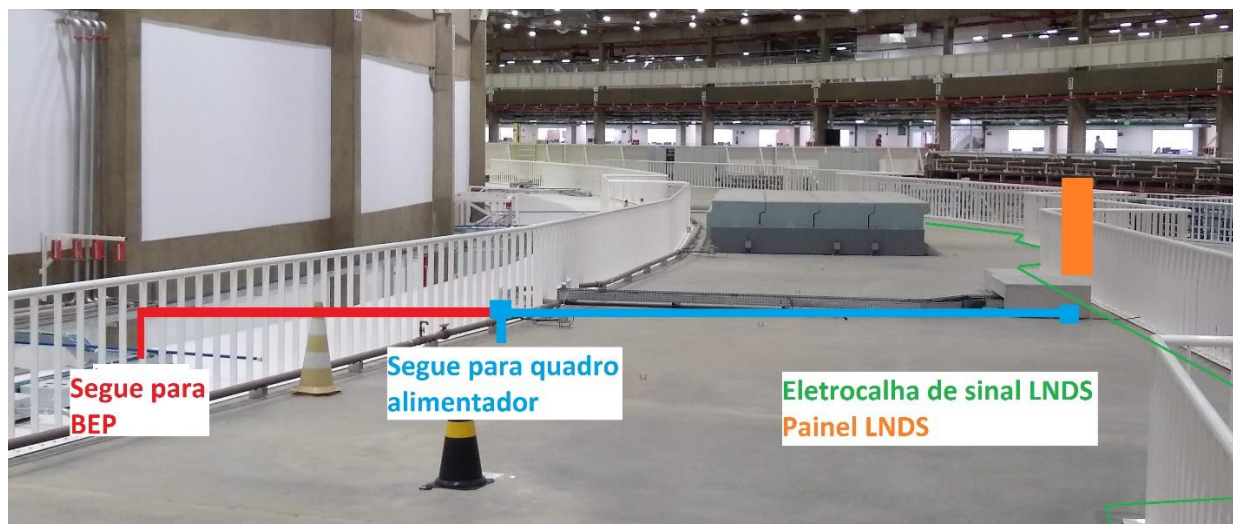 Segue para
BEP
Segue para quadro
alimentador
Eletrocalha de sinal LNDS
Painel LNDS